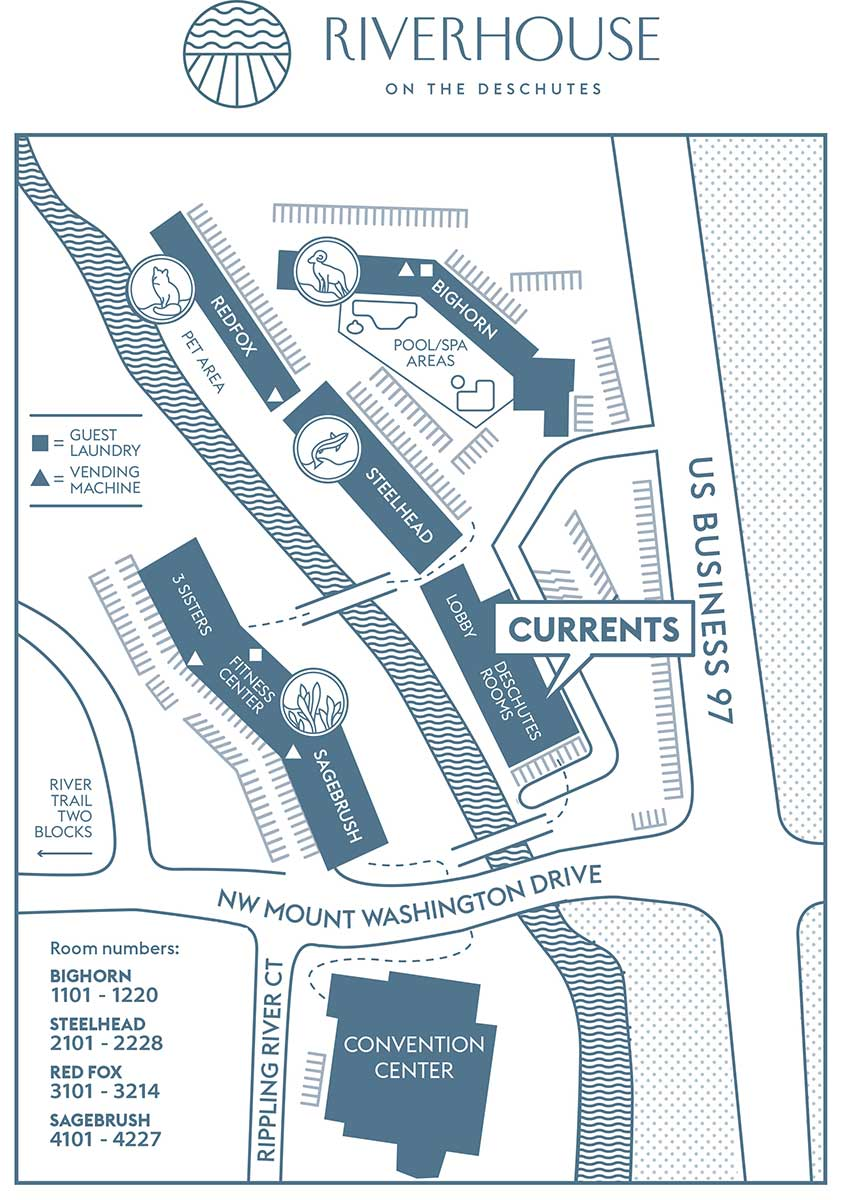 RIVERHOUSE
ON THE DESCHUTES
BIGHORN
REDFOX
PET AREA
POOL/SPA
AREAS
= GUEST
LAUNDRY
= VENDING
MACHINE
STEELHEAD
US BUSINESS 97
3 SISTERS
LOBBY
CURRENTS
FITNESS
CENTER
DESCHUTES
ROOMS
SAGEBRUSH
RIVER
TRAIL
TWO
BLOCKS
NW MOUNT WASHINGTON DRIVE
RIPPLING RIVER CT
CONVENTION
CENTER
Room numbers:
BIGHORN
1101 - 1220
STEELHEAD
2101 - 2228
RED FOX
3101 - 3214
SAGEBRUSH
4101 - 4227